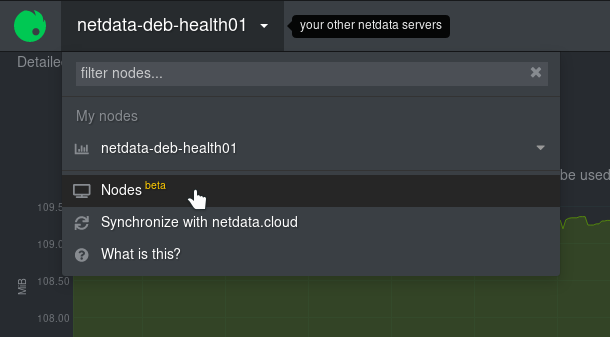 netdata-deb-health01
your other netdata servers
Detaile
filter nodes...
My nodes
netdata-deb-health01
be used
Nodes beta
Synchronize with netdata.cloud
What is this?
109.5
109.0
108.50
108.00
MiB